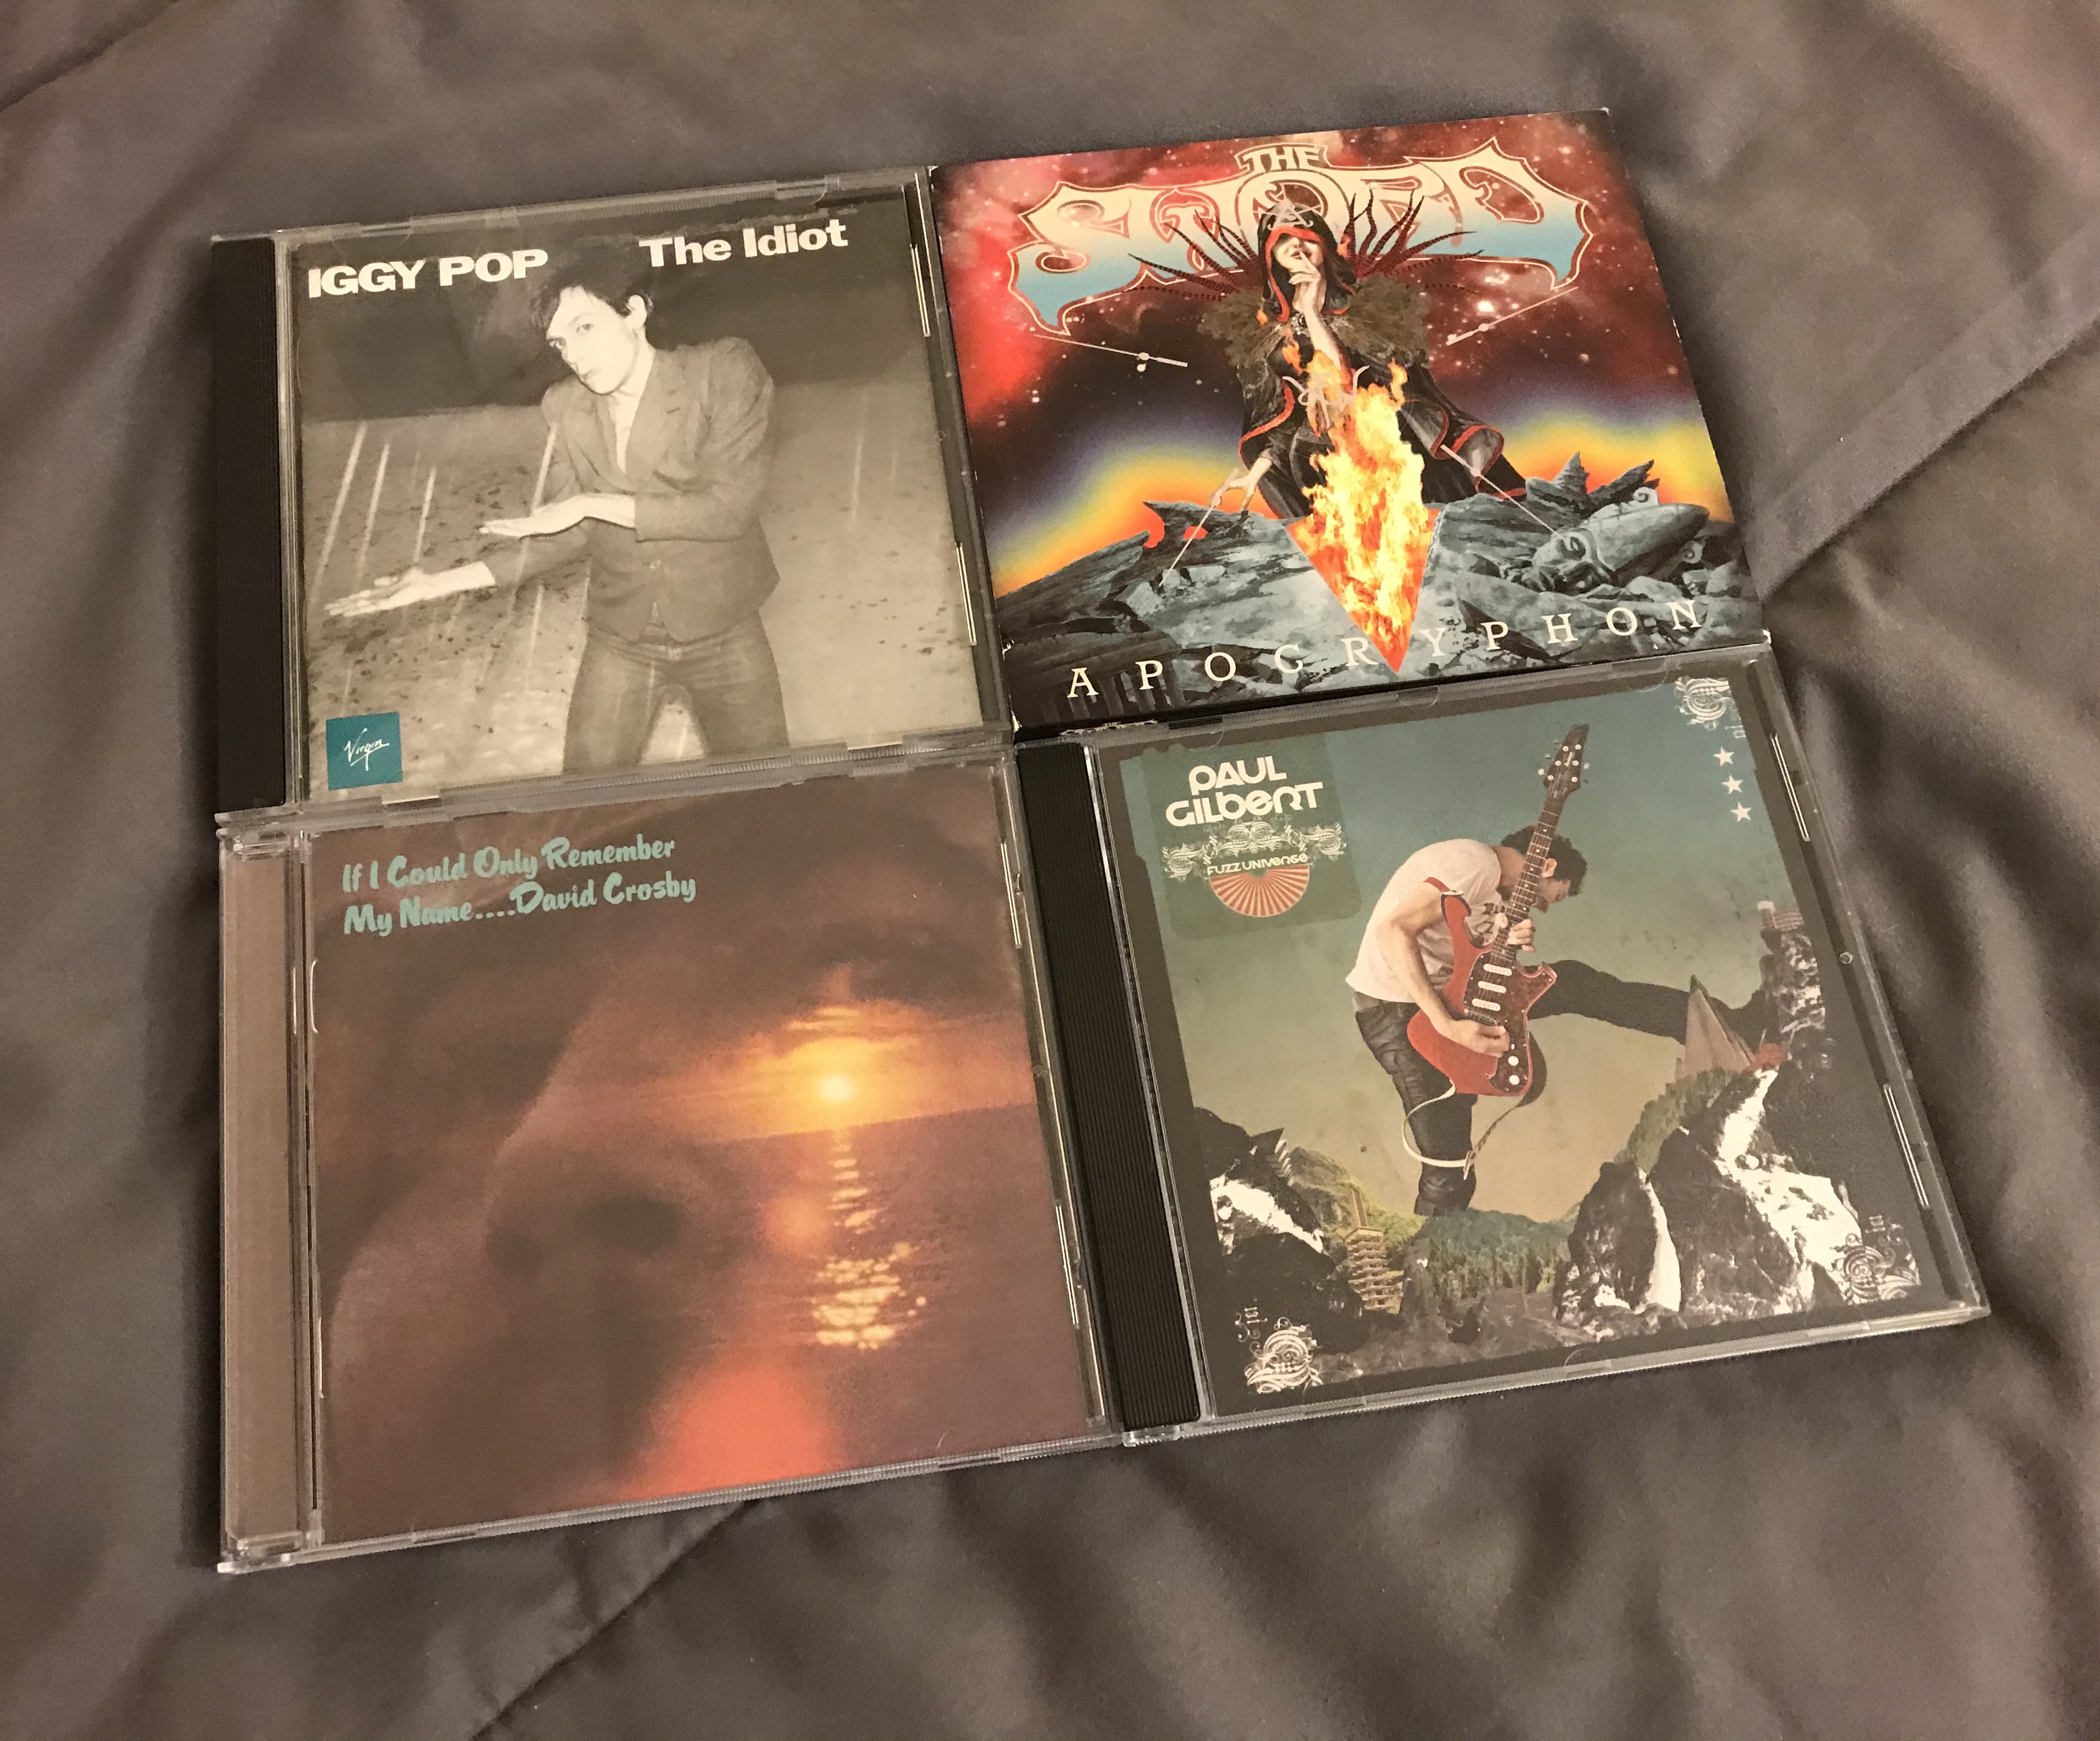 IGGY POP
The Idiot
Virgin
THE
SWORD
APOCRYPHON
If I Could Only Remember
My Name....David Crosby
PAUL
GILBERT
FUZZ UNIVERSE